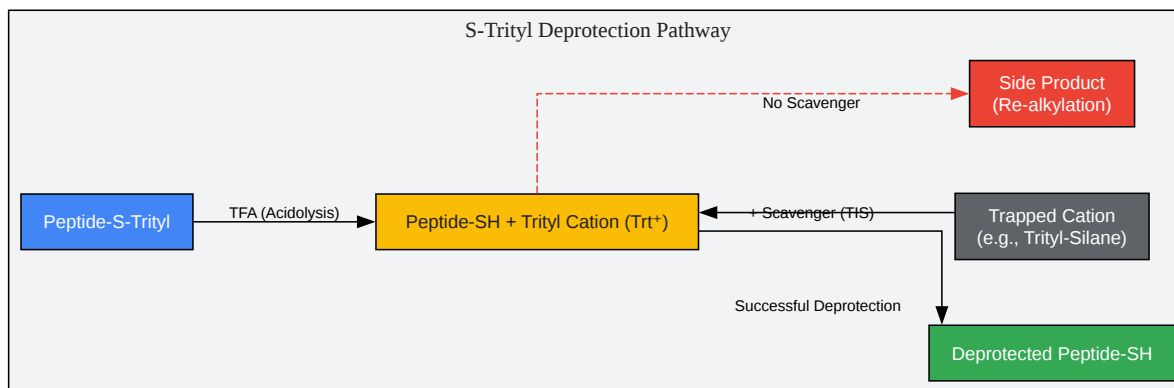 S-Trityl Deprotection Pathway
Side Product
(Re-alkylation)
No Scavenger
Peptide-S-Trityl
TFA (Acidolysis)
Peptide-SH + Trityl Cation (Trt⁺)
+ Scavenger (TIS)
Trapped Cation
(e.g., Trityl-Silane)
Successful Deprotection
Deprotected Peptide-SH